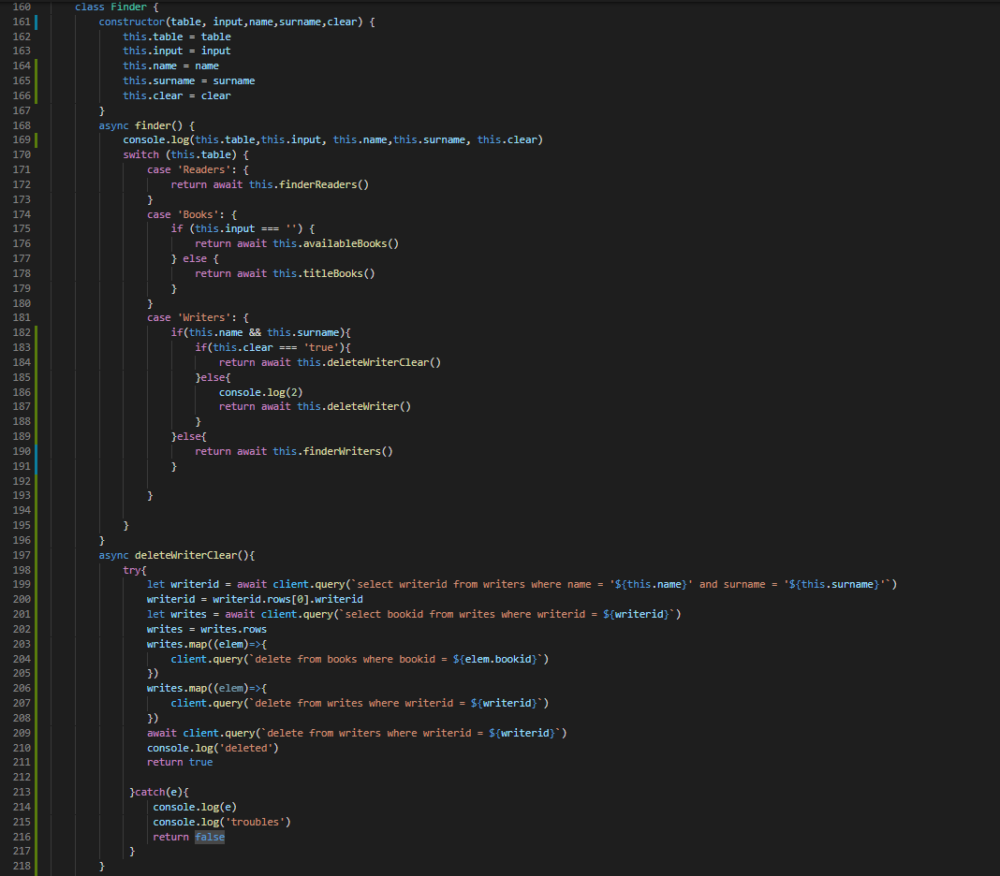 160 class Finder {
161 constructor(table, input,name,surname,clear) {
162 this.table = table
163 this.input = input
164 this.name = name
165 this.surname = surname
166 this.clear = clear
167 }
168 async finder() {
169 console.log(this.table,this.input, this.name,this.surname, this.clear)
170 switch (this.table) {
171 case 'Readers': {
172 return await this.finderReaders()
173 }
174 case 'Books': {
175 if (this.input === '') {
176 return await this.availableBooks()
177 } else {
178 return await this.titleBooks()
179 }
180 }
181 case 'Writers': {
182 if(this.name && this.surname){
183 if(this.clear === 'true'){
184 return await this.deleteWriterClear()
185 }else{
186 console.log(2)
187 return await this.deleteWriter()
188 }
189 }else{
190 return await this.finderWriters()
191 }
192
193 }
194
195 }
196 }
197 async deleteWriterClear(){
198 try{
199 let writerid = await client.query(`select writerid from writers where name = '${this.name}' and surname = '${this.surname}'`)
200 writerid = writerid.rows[0].writerid
201 let writes = await client.query(`select bookid from writes where writerid = ${writerid}`)
202 writes = writes.rows
203 writes.map((elem)=>{
204 client.query(`delete from books where bookid = ${elem.bookid}`)
205 })
206 writes.map((elem)=>{
207 client.query(`delete from writes where writerid = ${writerid}`)
208 })
209 await client.query(`delete from writers where writerid = ${writerid}`)
210 console.log('deleted')
211 return true
212
213 }catch(e){
214 console.log(e)
215 console.log('troubles')
216 return false
217 }
218 }